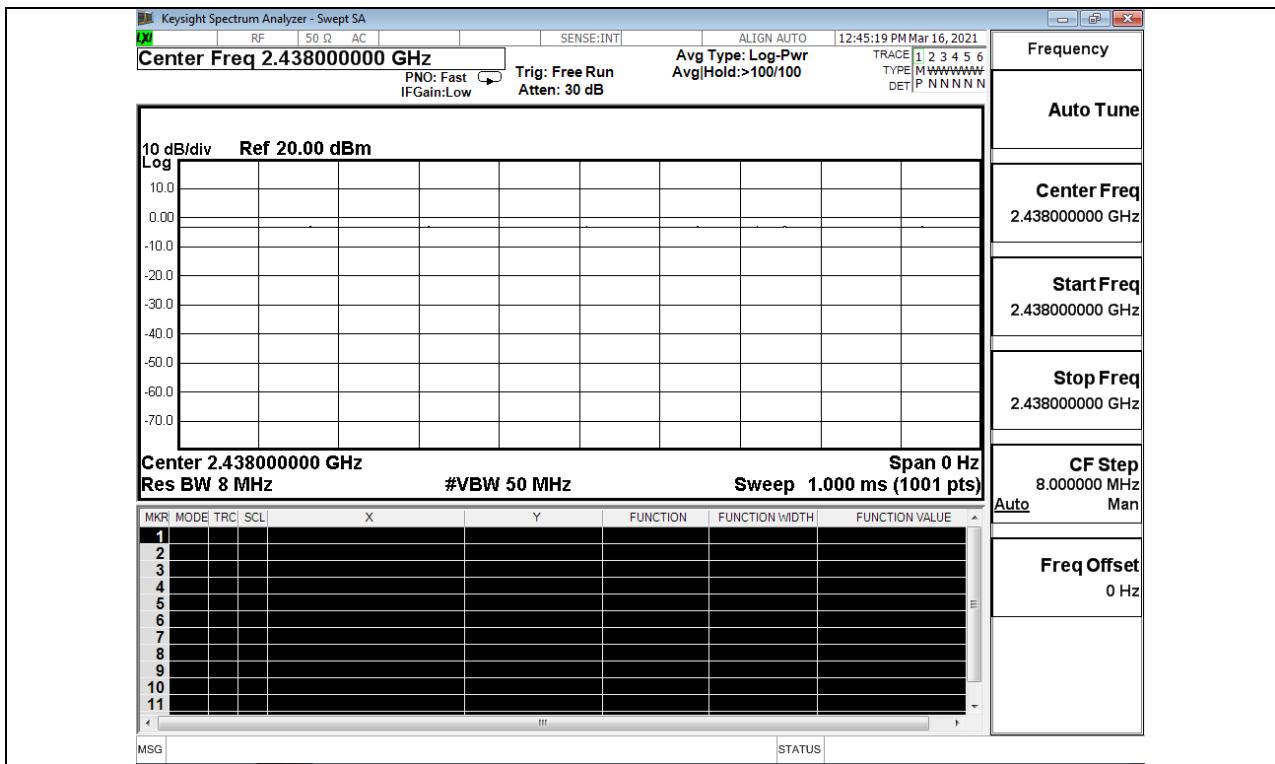 Keysight Spectrum Analyzer - Swept SA
LXI RF 50 Ω AC SENSE:INT ALIGN AUTO 12:45:19 PM Mar 16, 2021
Center Freq 2.438000000 GHz
PNO: Fast
IFGain:Low
Trig: Free Run
Atten: 30 dB
Avg Type: Log-Pwr
Avg|Hold:>100/100
TRACE 1 2 3 4 5 6
TYPE M WWWWW
DET P N N N N N
10 dB/div Ref 20.00 dBm
Log
10.0
0.00
-10.0
-20.0
-30.0
-40.0
-50.0
-60.0
-70.0
Center 2.438000000 GHz Span 0 Hz
Res BW 8 MHz #VBW 50 MHz Sweep 1.000 ms (1001 pts)
MKR MODE TRC SCL X Y FUNCTION FUNCTION WIDTH FUNCTION VALUE
1
2
3
4
5
6
7
8
9
10
11
MSG STATUS
Frequency
Auto Tune
Center Freq
2.438000000 GHz
Start Freq
2.438000000 GHz
Stop Freq
2.438000000 GHz
CF Step
8.000000 MHz
Auto Man
Freq Offset
0 Hz